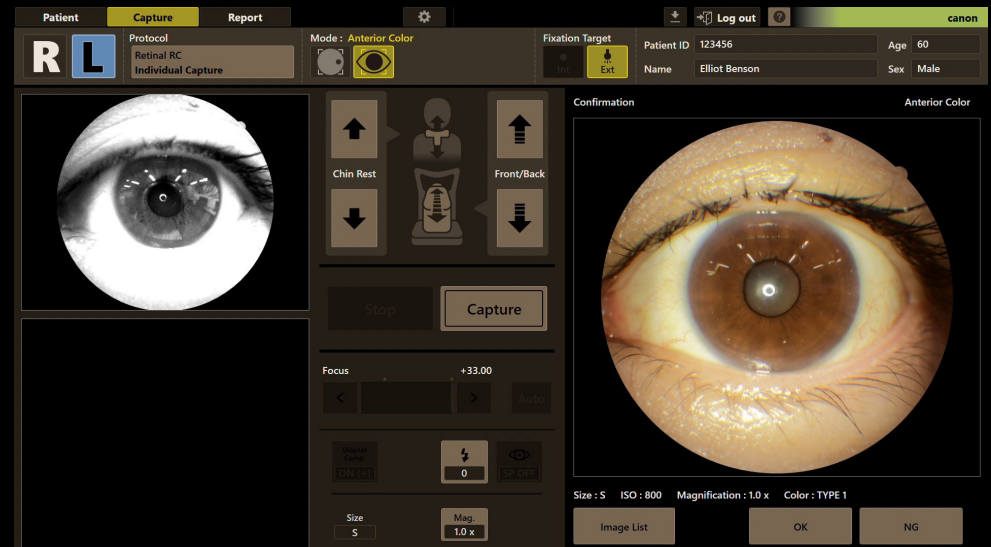 Patient Capture Report Log out ? canon
R L
Protocol
Retinal RC
Individual Capture
Mode : Anterior Color
Fixation Target
Int. Ext
Patient ID 123456 Age 60
Name Elliot Benson Sex Male
Confirmation Anterior Color
Chin Rest Front/Back
Stop Capture
Focus +33.00
< > Auto
Diopter
Comp.
ON (+) 0 SP OFF
Size : S ISO : 800 Magnification : 1.0 x Color : TYPE 1
Size Mag.
S 1.0 x
Image List OK NG